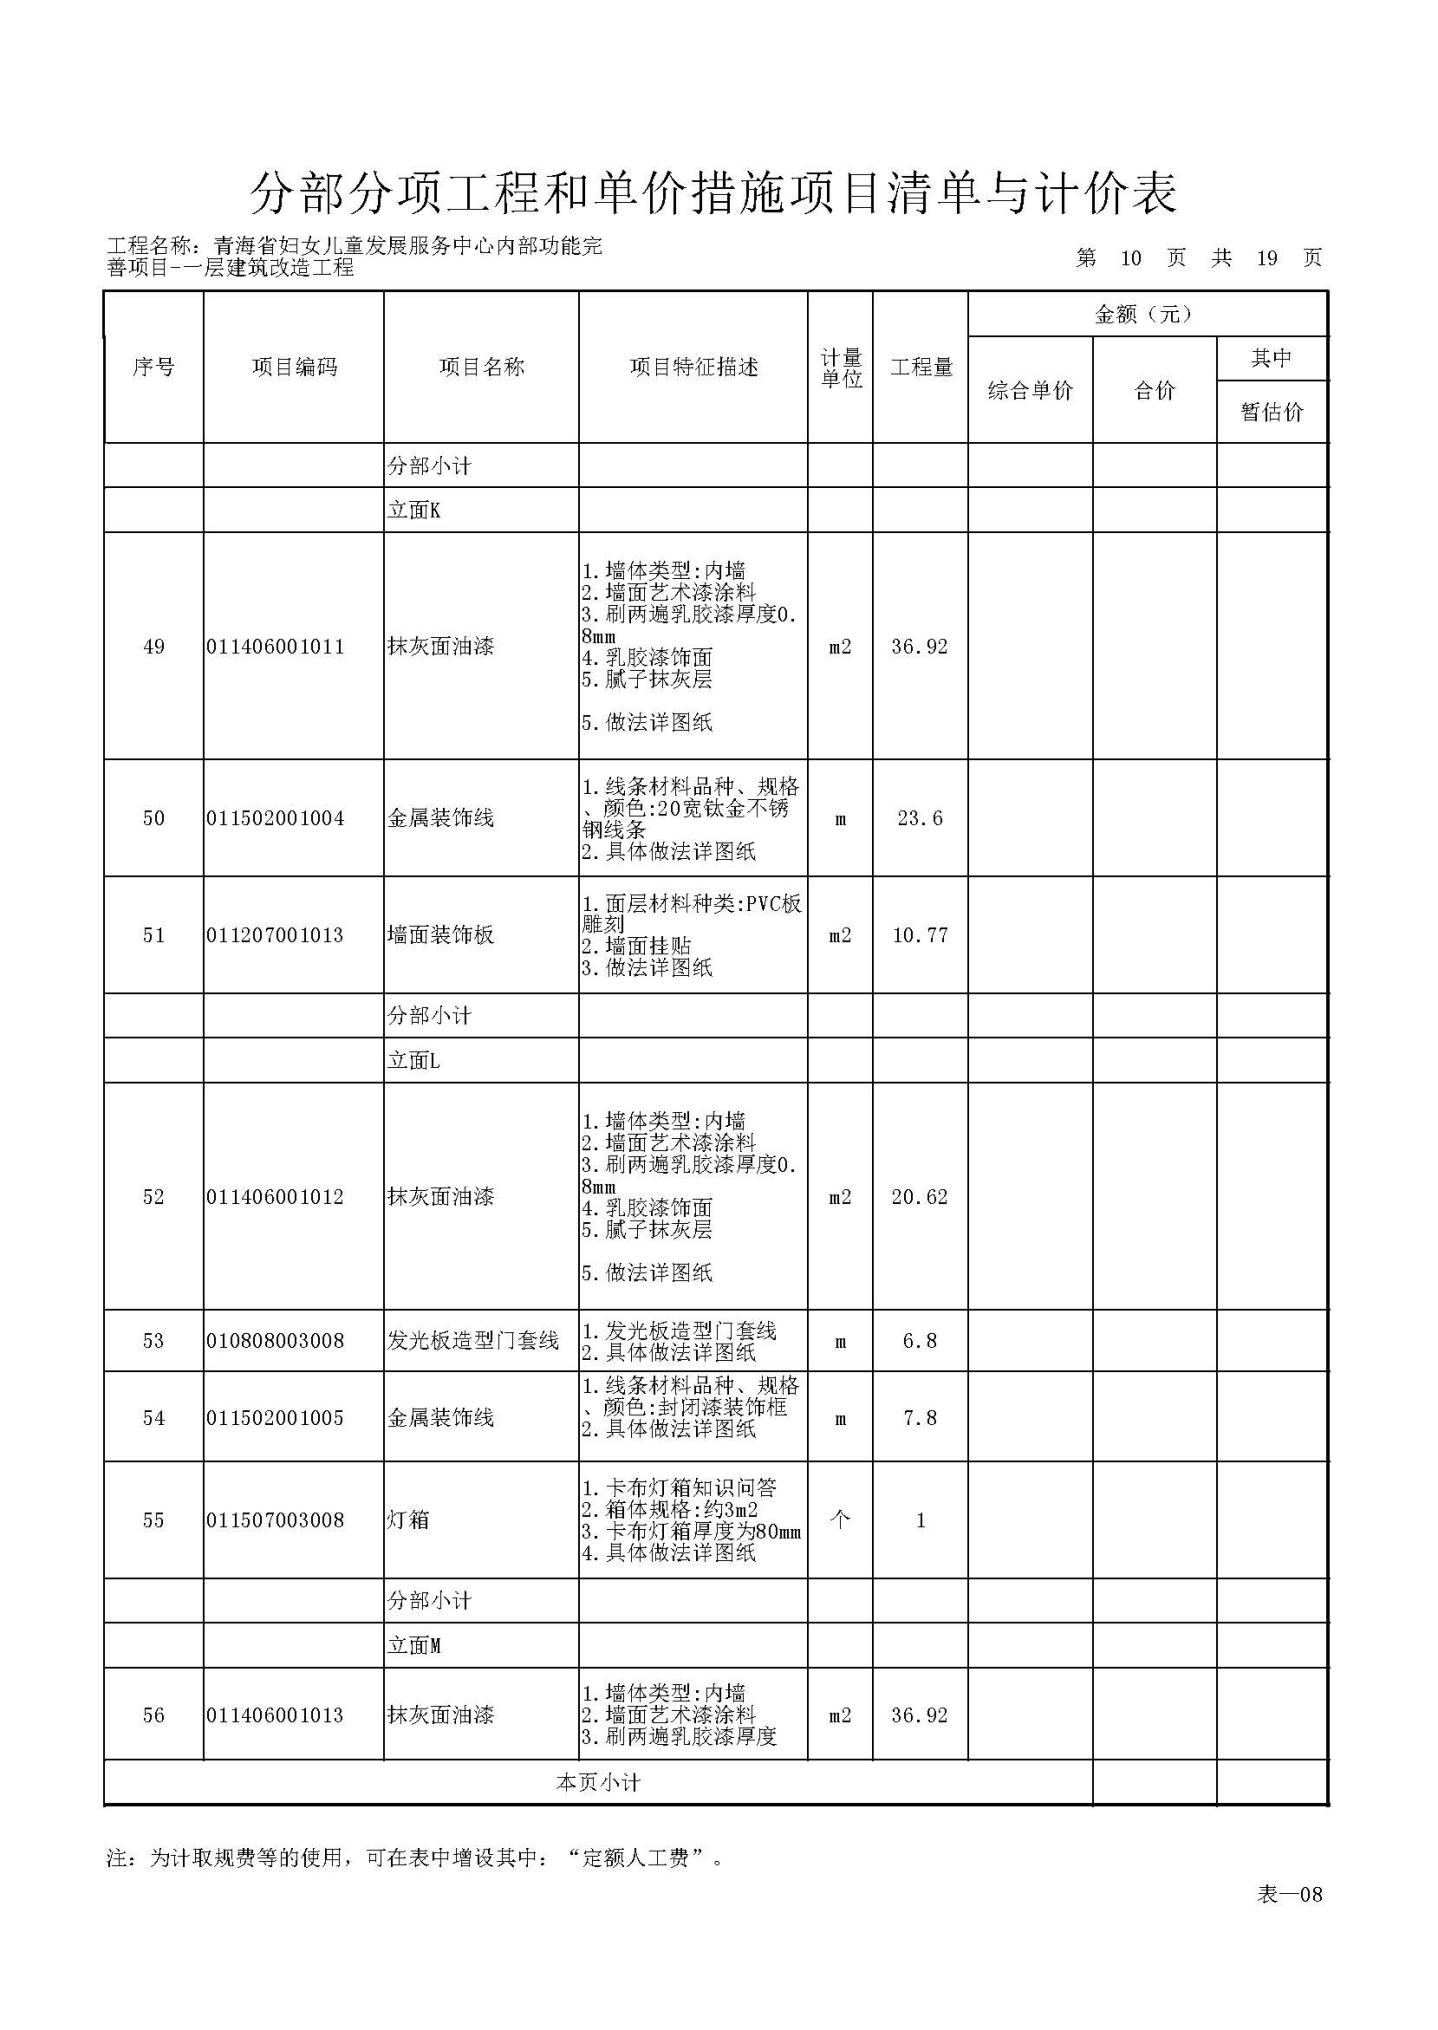 分部分项工程和单价措施项目清单与计价表
工程名称：青海省妇女儿童发展服务中心内部功能完
善项目-一层建筑改造工程
第 10 页 共 19 页
序号 项目编码 项目名称 项目特征描述 计量
单位 工程量 金额（元）
综合单价 合价 其中
暂估价
分部小计
立面K
49 011406001011 抹灰面油漆 1.墙体类型:内墙
2.墙面艺术漆涂料
3.刷两遍乳胶漆厚度0.
8mm
4.乳胶漆饰面
5.腻子抹灰层
5.做法详图纸
m2 36.92
50 011502001004 金属装饰线 1.线条材料品种、规格
、颜色:20宽钛金不锈
钢线条
2.具体做法详图纸
m 23.6
51 011207001013 墙面装饰板 1.面层材料种类:PVC板
雕刻
2.墙面挂贴
3.做法详图纸
m2 10.77
分部小计
立面L
52 011406001012 抹灰面油漆 1.墙体类型:内墙
2.墙面艺术漆涂料
3.刷两遍乳胶漆厚度0.
8mm
4.乳胶漆饰面
5.腻子抹灰层
5.做法详图纸
m2 20.62
53 010808003008 发光板造型门套线 1.发光板造型门套线
2.具体做法详图纸
m 6.8
54 011502001005 金属装饰线 1.线条材料品种、规格
、颜色:封闭漆装饰框
2.具体做法详图纸
m 7.8
55 011507003008 灯箱 1.卡布灯箱知识问答
2.箱体规格:约3m2
3.卡布灯箱厚度为80mm
4.具体做法详图纸
个 1
分部小计
立面M
56 011406001013 抹灰面油漆 1.墙体类型:内墙
2.墙面艺术漆涂料
3.刷两遍乳胶漆厚度
m2 36.92
本页小计
注：为计取规费等的使用，可在表中增设其中：“定额人工费”。
表—08